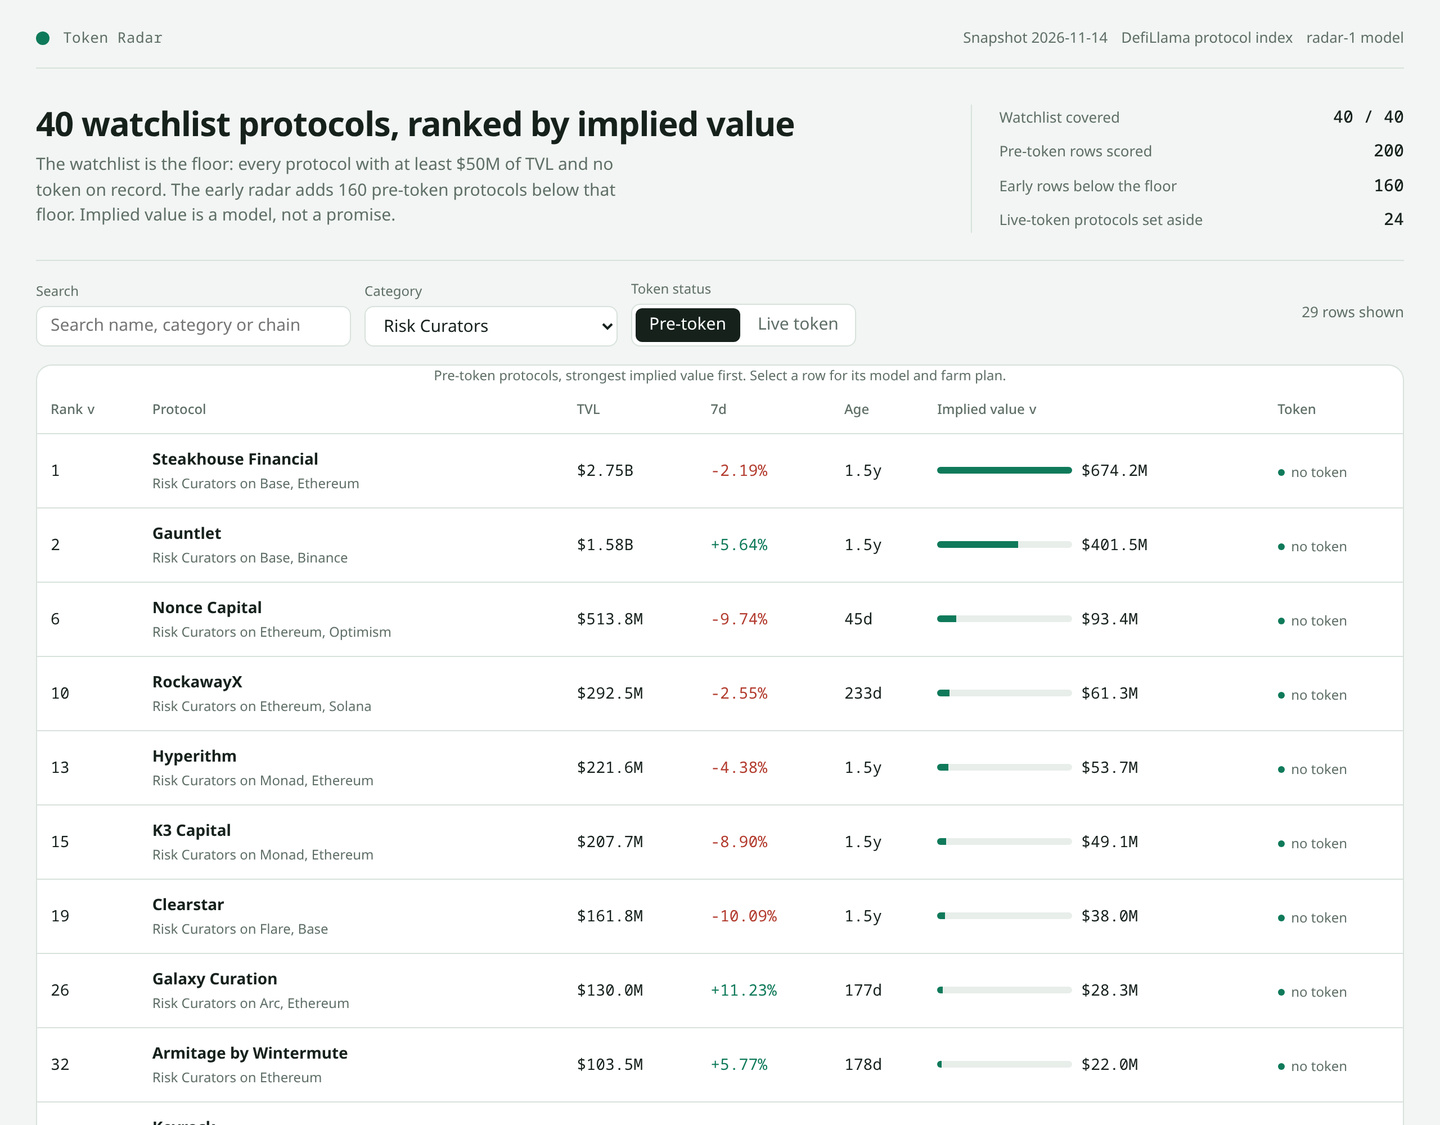 Token Radar
Snapshot 2026-11-14 DefiLlama protocol index radar-1 model
40 watchlist protocols, ranked by implied value
The watchlist is the floor: every protocol with at least $50M of TVL and no
token on record. The early radar adds 160 pre-token protocols below that
floor. Implied value is a model, not a promise.
Watchlist covered 40 / 40
Pre-token rows scored 200
Early rows below the floor 160
Live-token protocols set aside 24
Search
Search name, category or chain
Category
Risk Curators
Token status
Pre-token Live token
29 rows shown
Pre-token protocols, strongest implied value first. Select a row for its model and farm plan.
Rank v Protocol TVL 7d Age Implied value v Token
1 Steakhouse Financial $2.75B -2.19% 1.5y $674.2M no token
Risk Curators on Base, Ethereum
2 Gauntlet $1.58B +5.64% 1.5y $401.5M no token
Risk Curators on Base, Binance
6 Nonce Capital $513.8M -9.74% 45d $93.4M no token
Risk Curators on Ethereum, Optimism
10 RockawayX $292.5M -2.55% 233d $61.3M no token
Risk Curators on Ethereum, Solana
13 Hyperithm $221.6M -4.38% 1.5y $53.7M no token
Risk Curators on Monad, Ethereum
15 K3 Capital $207.7M -8.90% 1.5y $49.1M no token
Risk Curators on Monad, Ethereum
19 Clearstar $161.8M -10.09% 1.5y $38.0M no token
Risk Curators on Flare, Base
26 Galaxy Curation $130.0M +11.23% 177d $28.3M no token
Risk Curators on Arc, Ethereum
32 Armitage by Wintermute $103.5M +5.77% 178d $22.0M no token
Risk Curators on Ethereum